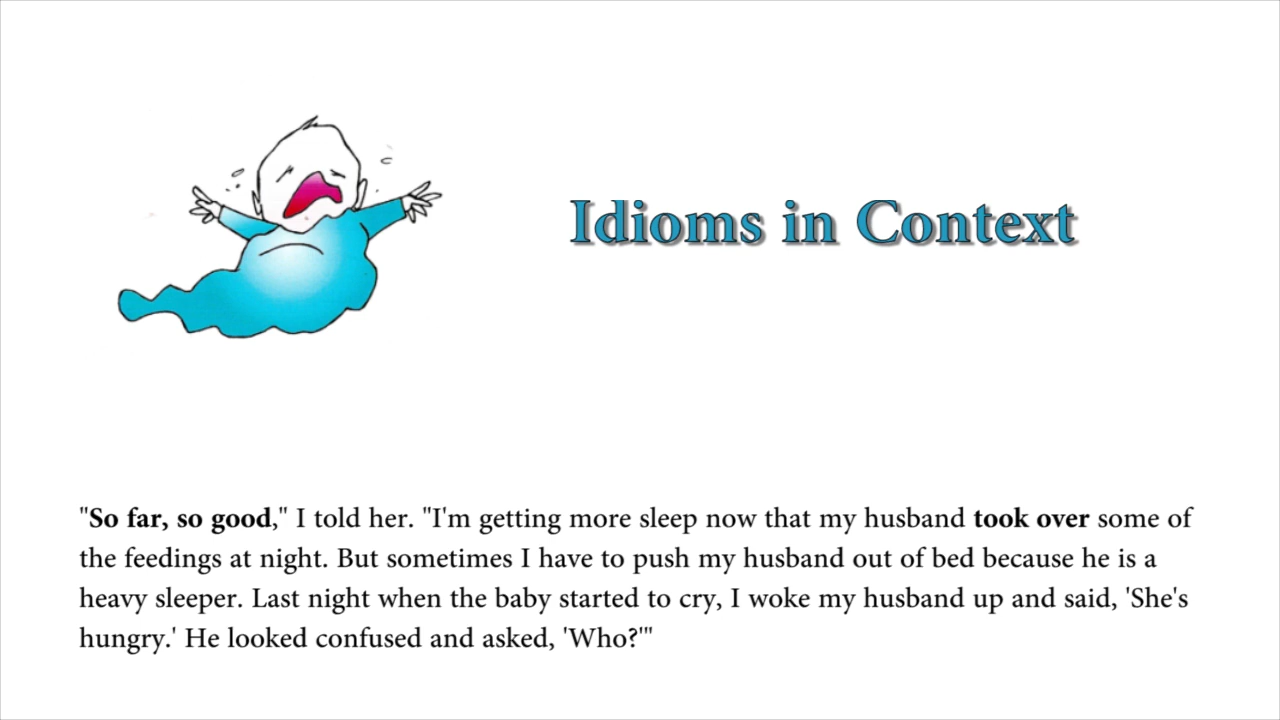 Idioms in Context
"So far, so good," I told her. "I'm getting more sleep now that my husband took over some of
the feedings at night. But sometimes I have to push my husband out of bed because he is a
heavy sleeper. Last night when the baby started to cry, I woke my husband up and said, 'She's
hungry.' He looked confused and asked, 'Who?'"